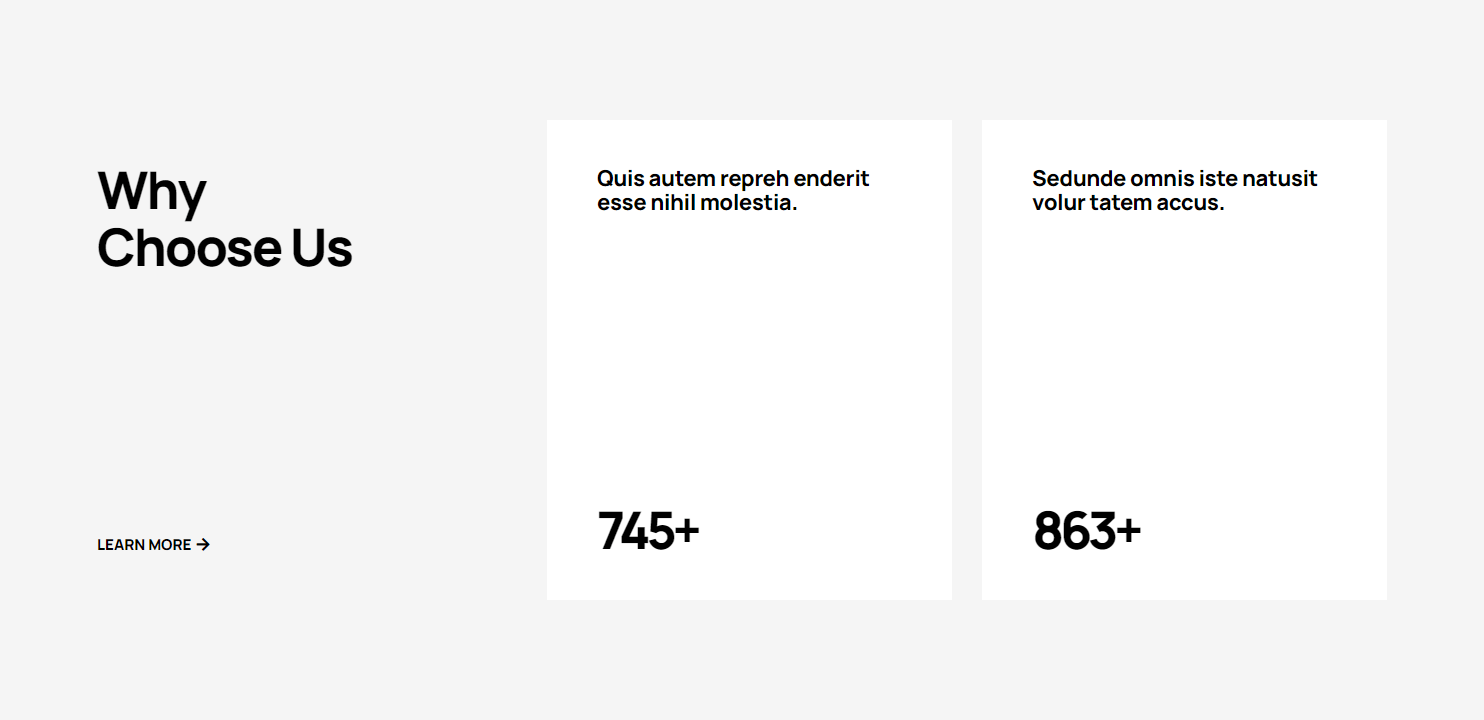 Why
Choose Us
LEARN MORE →
Quis autem repreh enderit
esse nihil molestia.
745+
Sedunde omnis iste natusit
volur tatem accus.
863+